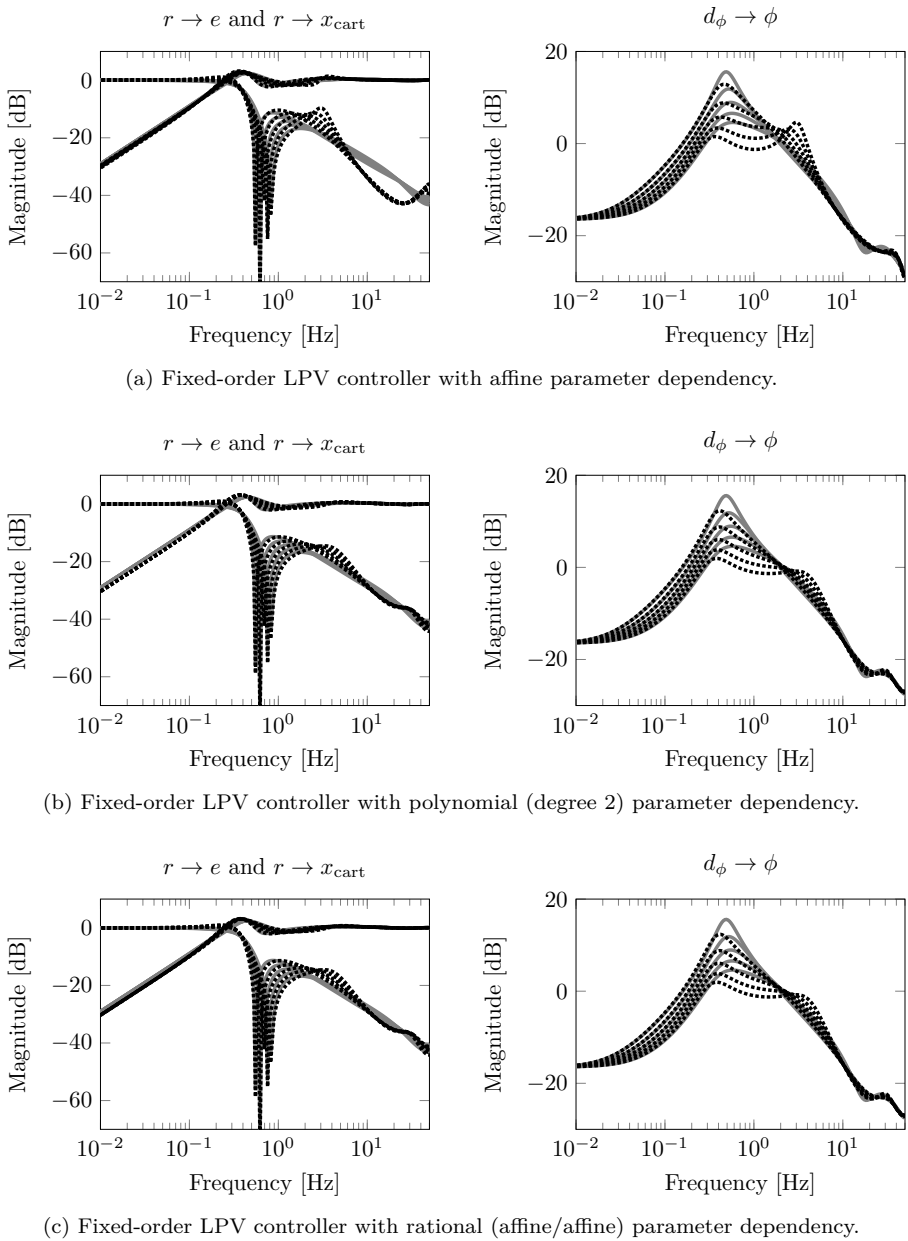 r → e and r → x_cart
d_ϕ → ϕ
Magnitude [dB]
0
−20
−40
−60
10^−2 10^−1 10^0 10^1
Frequency [Hz]
Magnitude [dB]
20
0
−20
10^−2 10^−1 10^0 10^1
Frequency [Hz]
(a) Fixed-order LPV controller with affine parameter dependency.
r → e and r → x_cart
d_ϕ → ϕ
Magnitude [dB]
0
−20
−40
−60
10^−2 10^−1 10^0 10^1
Frequency [Hz]
Magnitude [dB]
20
0
−20
10^−2 10^−1 10^0 10^1
Frequency [Hz]
(b) Fixed-order LPV controller with polynomial (degree 2) parameter dependency.
r → e and r → x_cart
d_ϕ → ϕ
Magnitude [dB]
0
−20
−40
−60
10^−2 10^−1 10^0 10^1
Frequency [Hz]
Magnitude [dB]
20
0
−20
10^−2 10^−1 10^0 10^1
Frequency [Hz]
(c) Fixed-order LPV controller with rational (affine/affine) parameter dependency.